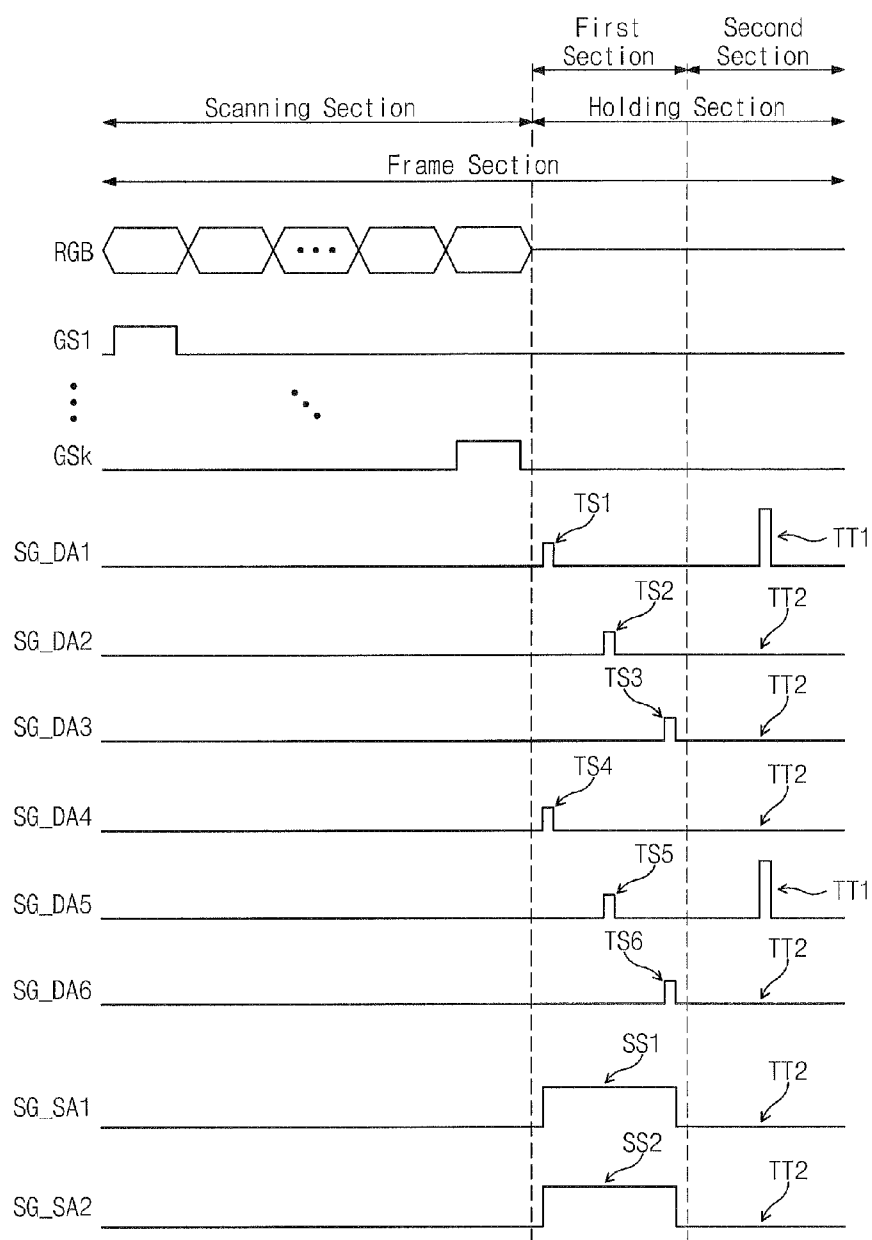 First Section
Second Section
Scanning Section
Holding Section
Frame Section
RGB
GS1
GSk
TS1
SG_DA1
TT1
TS2
TT2
SG_DA2
TS3
TT2
SG_DA3
TS4
TT2
SG_DA4
TS5
SG_DA5
TT1
TS6
TT2
SG_DA6
SS1
TT2
SG_SA1
SS2
TT2
SG_SA2